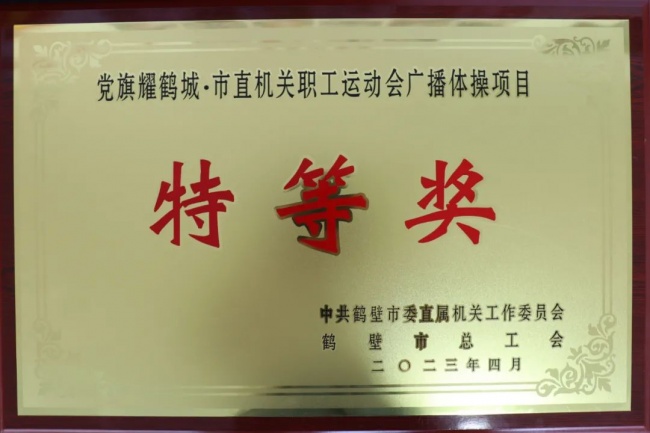 党旗耀鹤城·市直机关职工运动会广播体操项目
特等奖
中共鹤壁市委直属机关工作委员会
鹤壁市总工会
二〇二三年四月